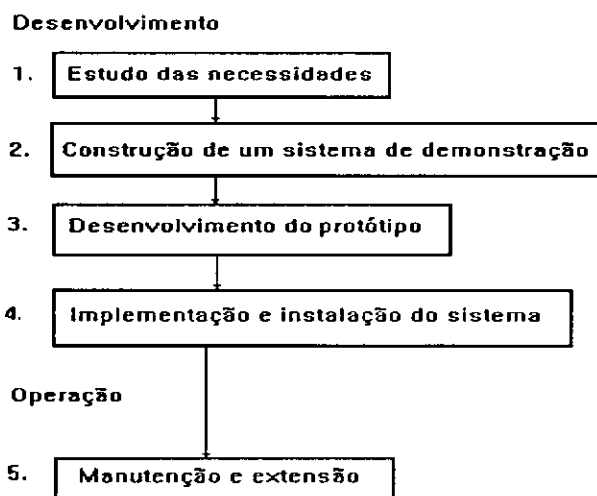 Desenvolvimento
1. Estudo das necessidades
2. Construção de um sistema de demonstração
3. Desenvolvimento do protótipo
4. Implementação e instalação do sistema
Operação
5. Manutenção e extensão